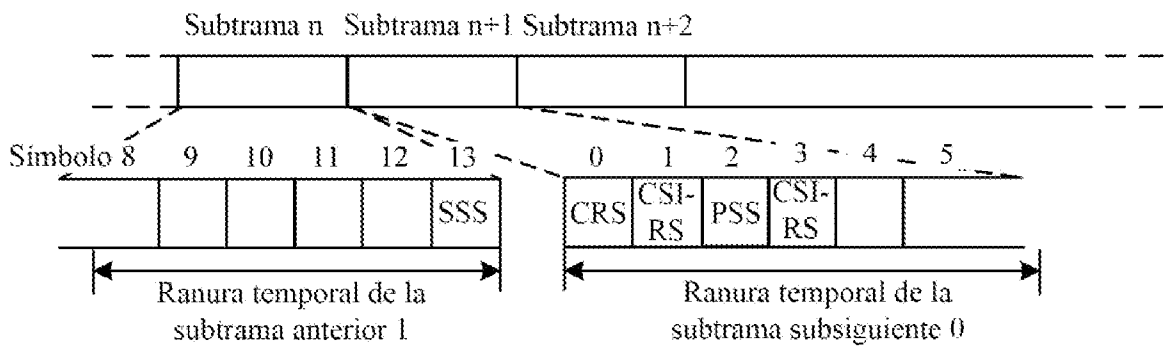 Subtrama n Subtrama n+1 Subtrama n+2
Símbolo 8 9 10 11 12 13 0 1 2 3 4 5
SSS CRS CSI-RS PSS CSI-RS
Ranura temporal de la
subtrama anterior 1
Ranura temporal de la
subtrama subsiguiente 0